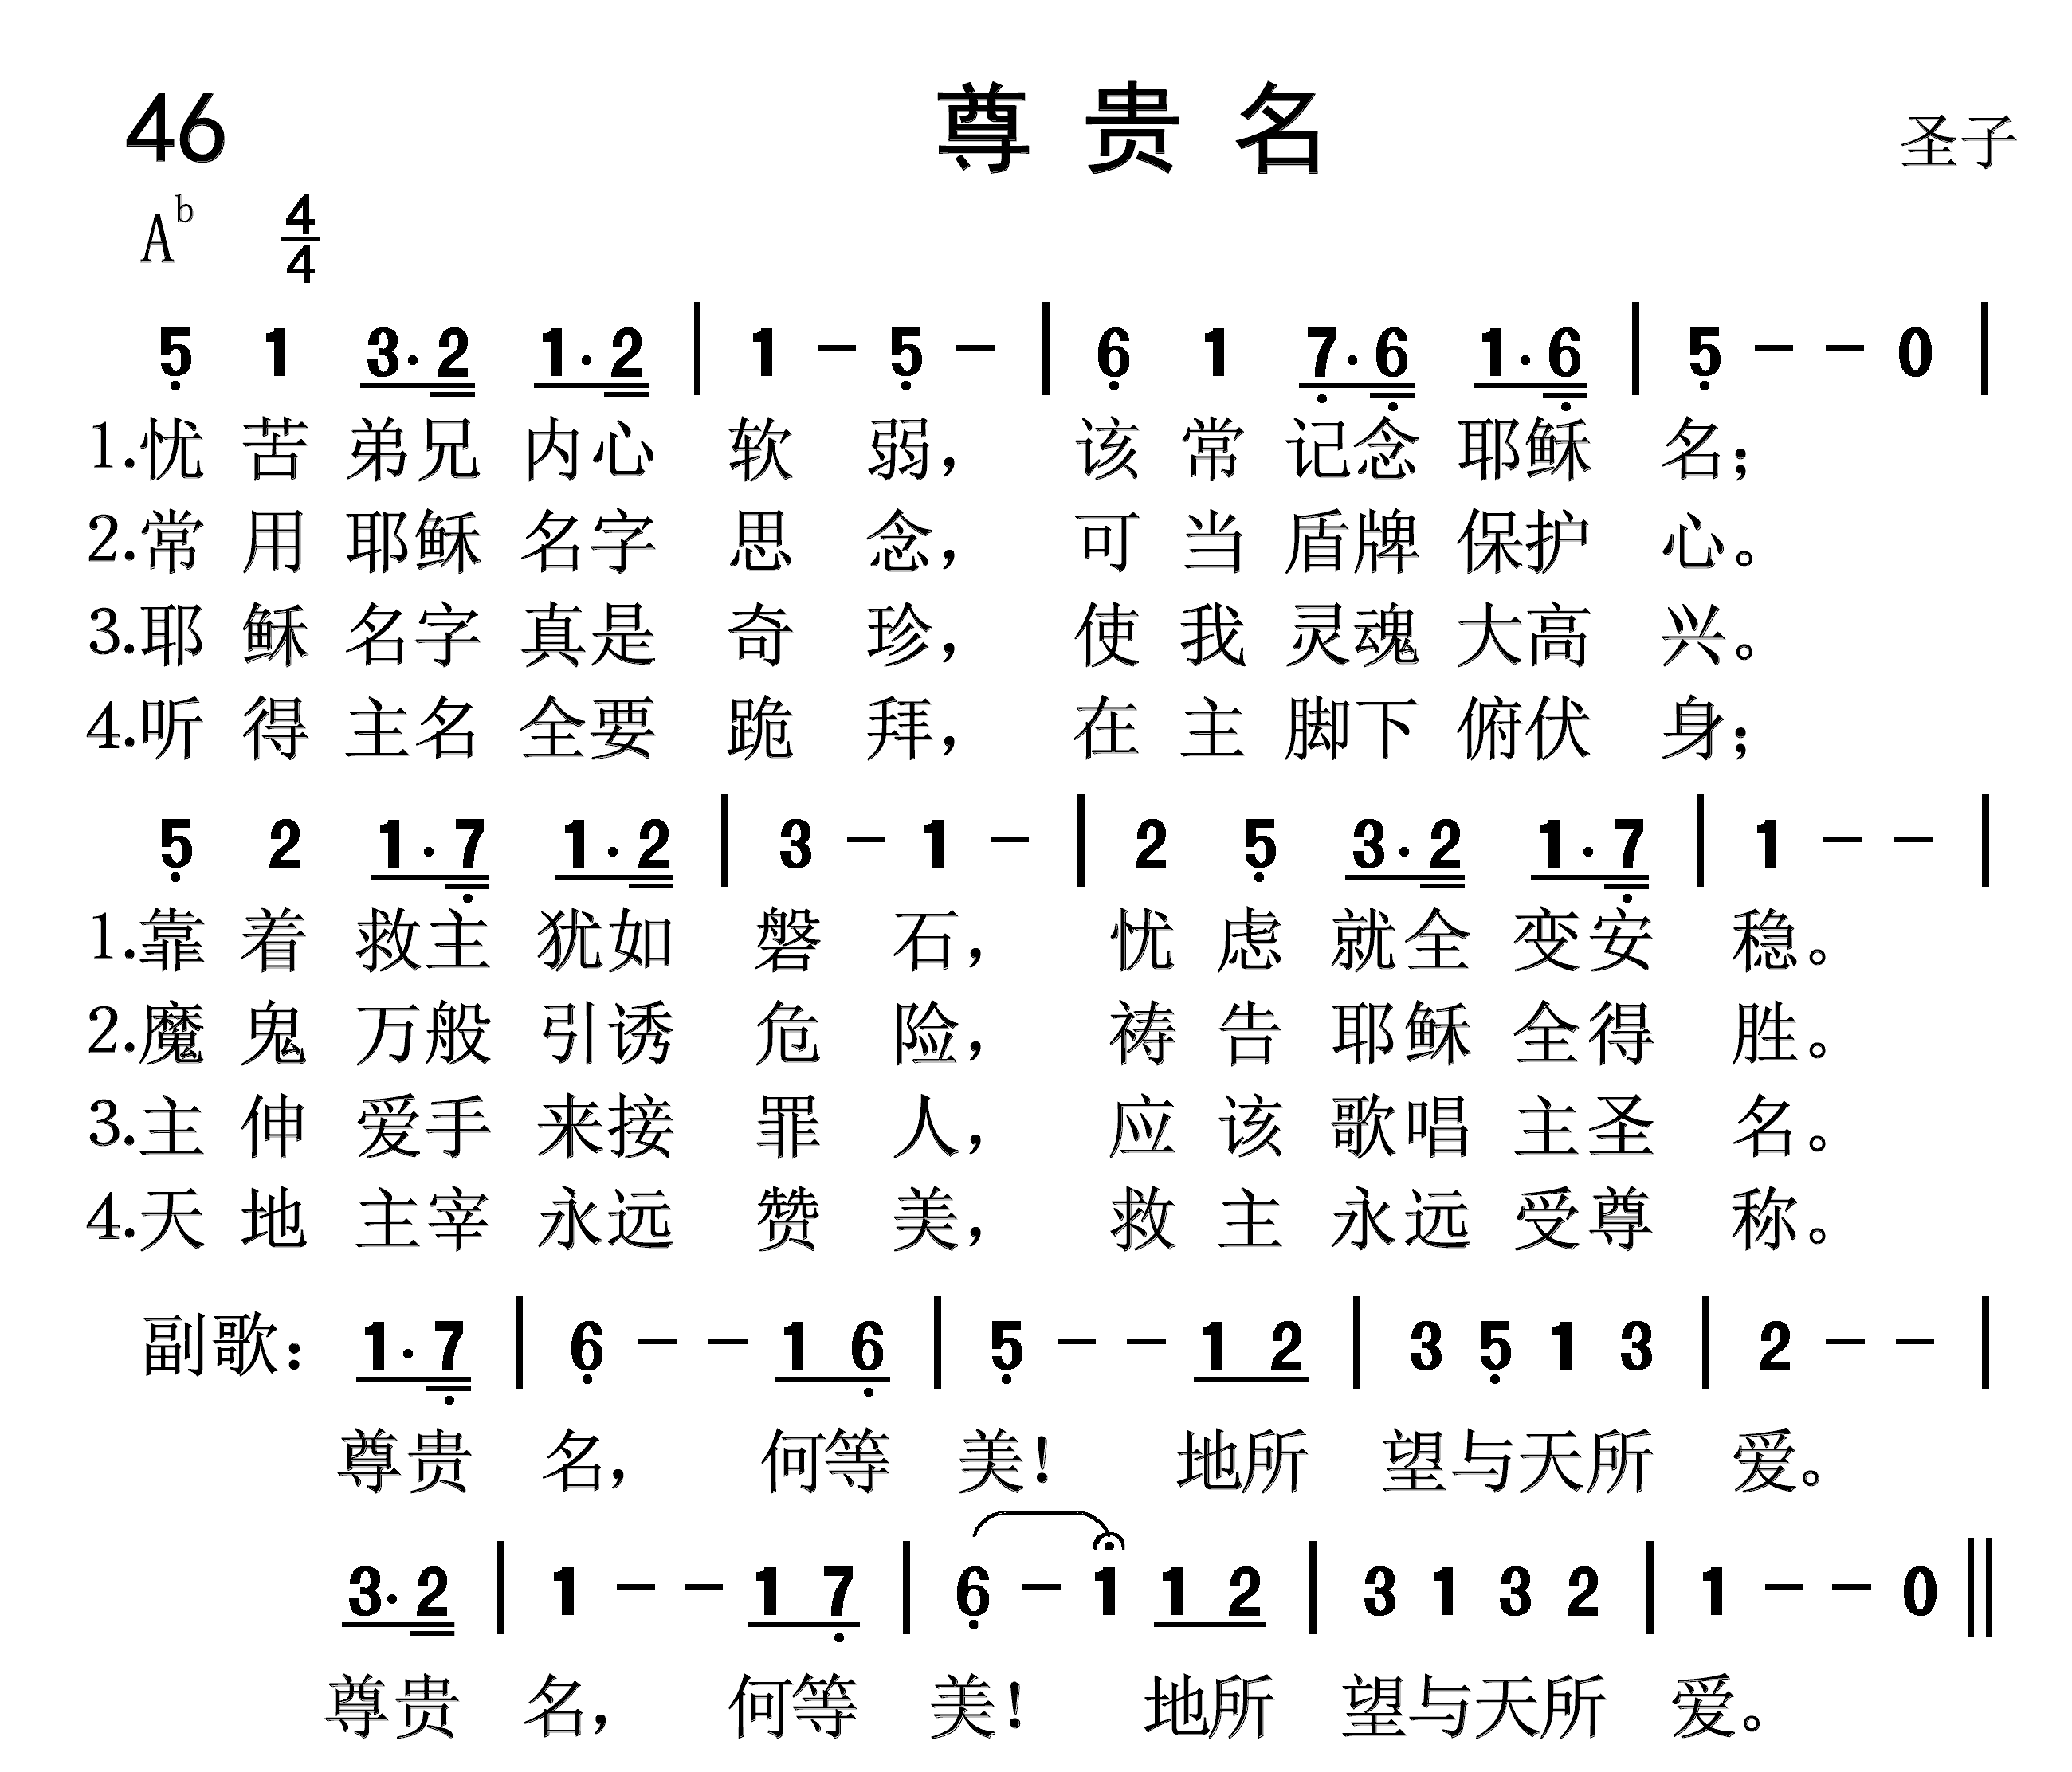 46 尊贵名 圣子
A♭ 4/4
5̣ 1 3·2 1·2 | 1 – 5̣ – | 6̣ 1 7̣·6̣ 1·6̣ | 5̣ – – 0 |
1.忧苦弟兄内心软弱，该常记念耶稣名；
2.常用耶稣名字思念，可当盾牌保护心。
3.耶稣名字真是奇珍，使我灵魂大高兴。
4.听得主名全要跪拜，在主脚下俯伏身；
5̣ 2 1·7̣ 1·2 | 3 – 1 – | 2 5̣ 3·2 1·7̣ | 1 – – |
1.靠着救主犹如磐石，忧虑就全变安稳。
2.魔鬼万般引诱危险，祷告耶稣全得胜。
3.主伸爱手来接罪人，应该歌唱主圣名。
4.天地主宰永远赞美，救主永远受尊称。
副歌：1·7̣ | 6̣ – – 1 6̣ | 5̣ – – 1 2 | 3 5̣ 1 3 | 2 – – |
尊贵名，何等美！地所望与天所爱。
3·2 | 1 – – 1 7̣ | 6̣ – 1 1 2 | 3 1 3 2 | 1 – – 0 ‖
尊贵名，何等美！地所望与天所爱。